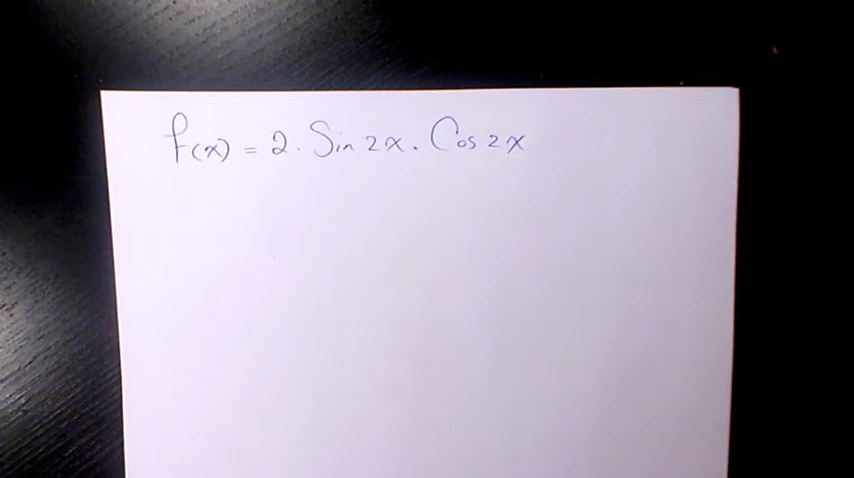 f(x) = 2. Sin 2x . Cos 2x